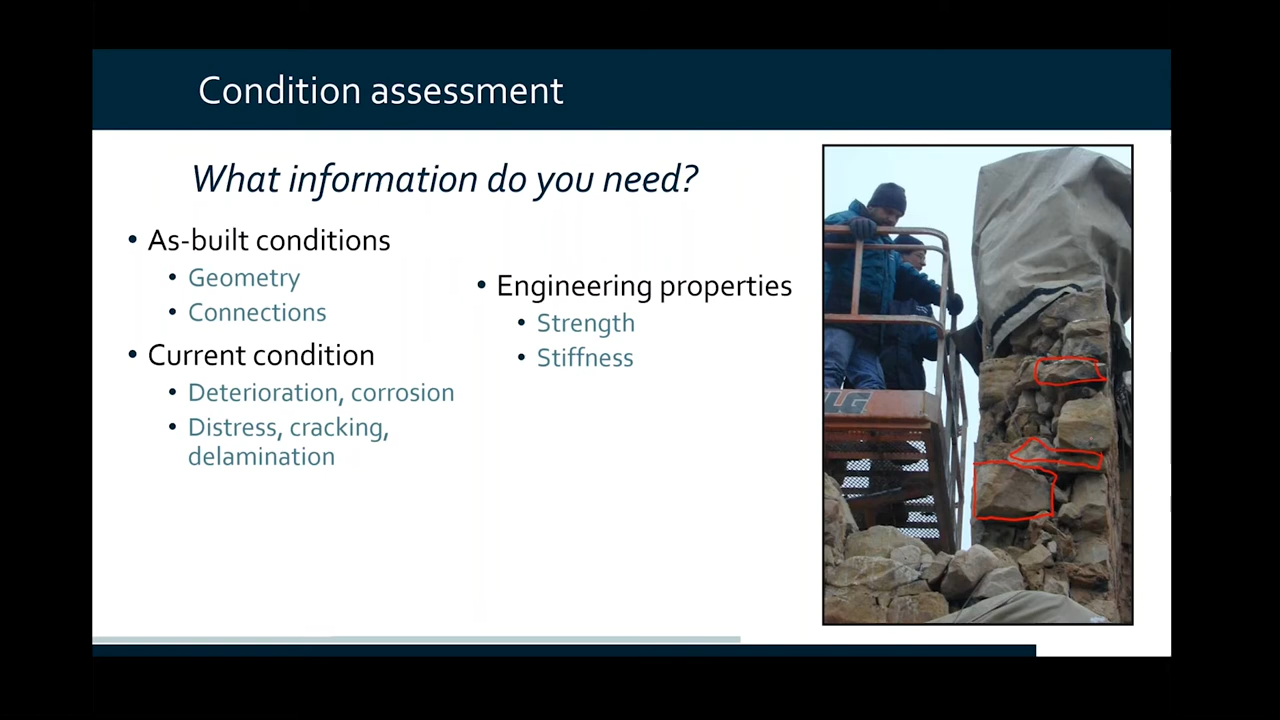 Condition assessment
What information do you need?
• As-built conditions
• Geometry
• Connections
• Current condition
• Deterioration, corrosion
• Distress, cracking,
delamination
• Engineering properties
• Strength
• Stiffness
LG